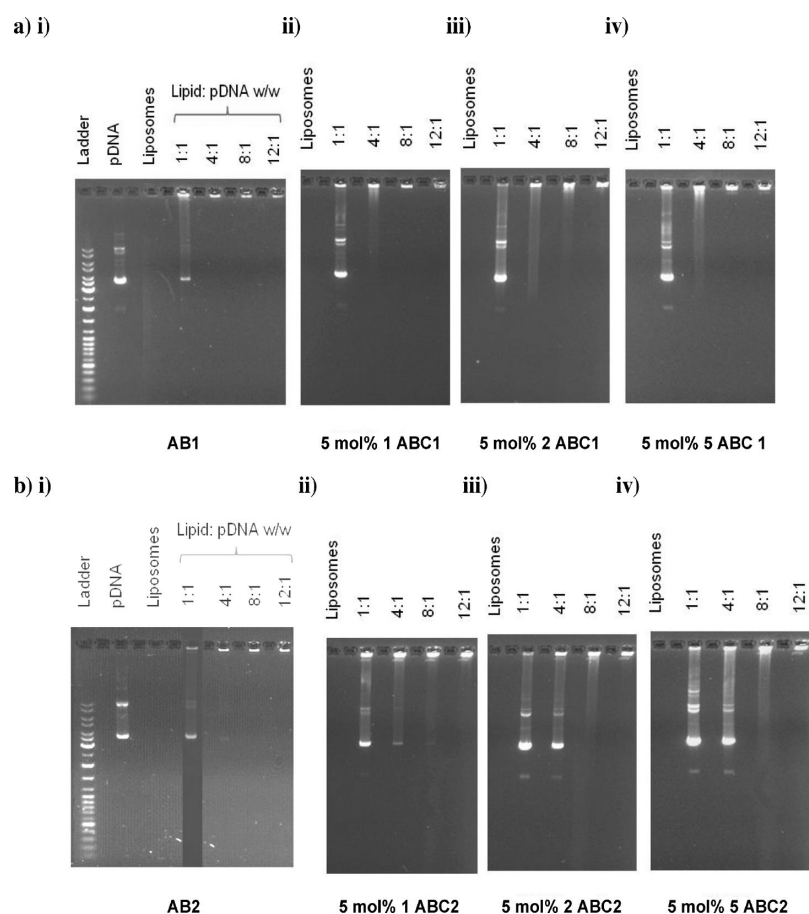 a) i)
ii)
iii)
iv)
Ladder
pDNA
Liposomes
Lipid: pDNA w/w
1:1
4:1
8:1
12:1
Liposomes
1:1
4:1
8:1
12:1
Liposomes
1:1
4:1
8:1
12:1
Liposomes
1:1
4:1
8:1
12:1
AB1
5 mol% 1 ABC1
5 mol% 2 ABC1
5 mol% 5 ABC 1
b) i)
ii)
iii)
iv)
Ladder
pDNA
Liposomes
Lipid: pDNA w/w
1:1
4:1
8:1
12:1
Liposomes
1:1
4:1
8:1
12:1
Liposomes
1:1
4:1
8:1
12:1
Liposomes
1:1
4:1
8:1
12:1
AB2
5 mol% 1 ABC2
5 mol% 2 ABC2
5 mol% 5 ABC2